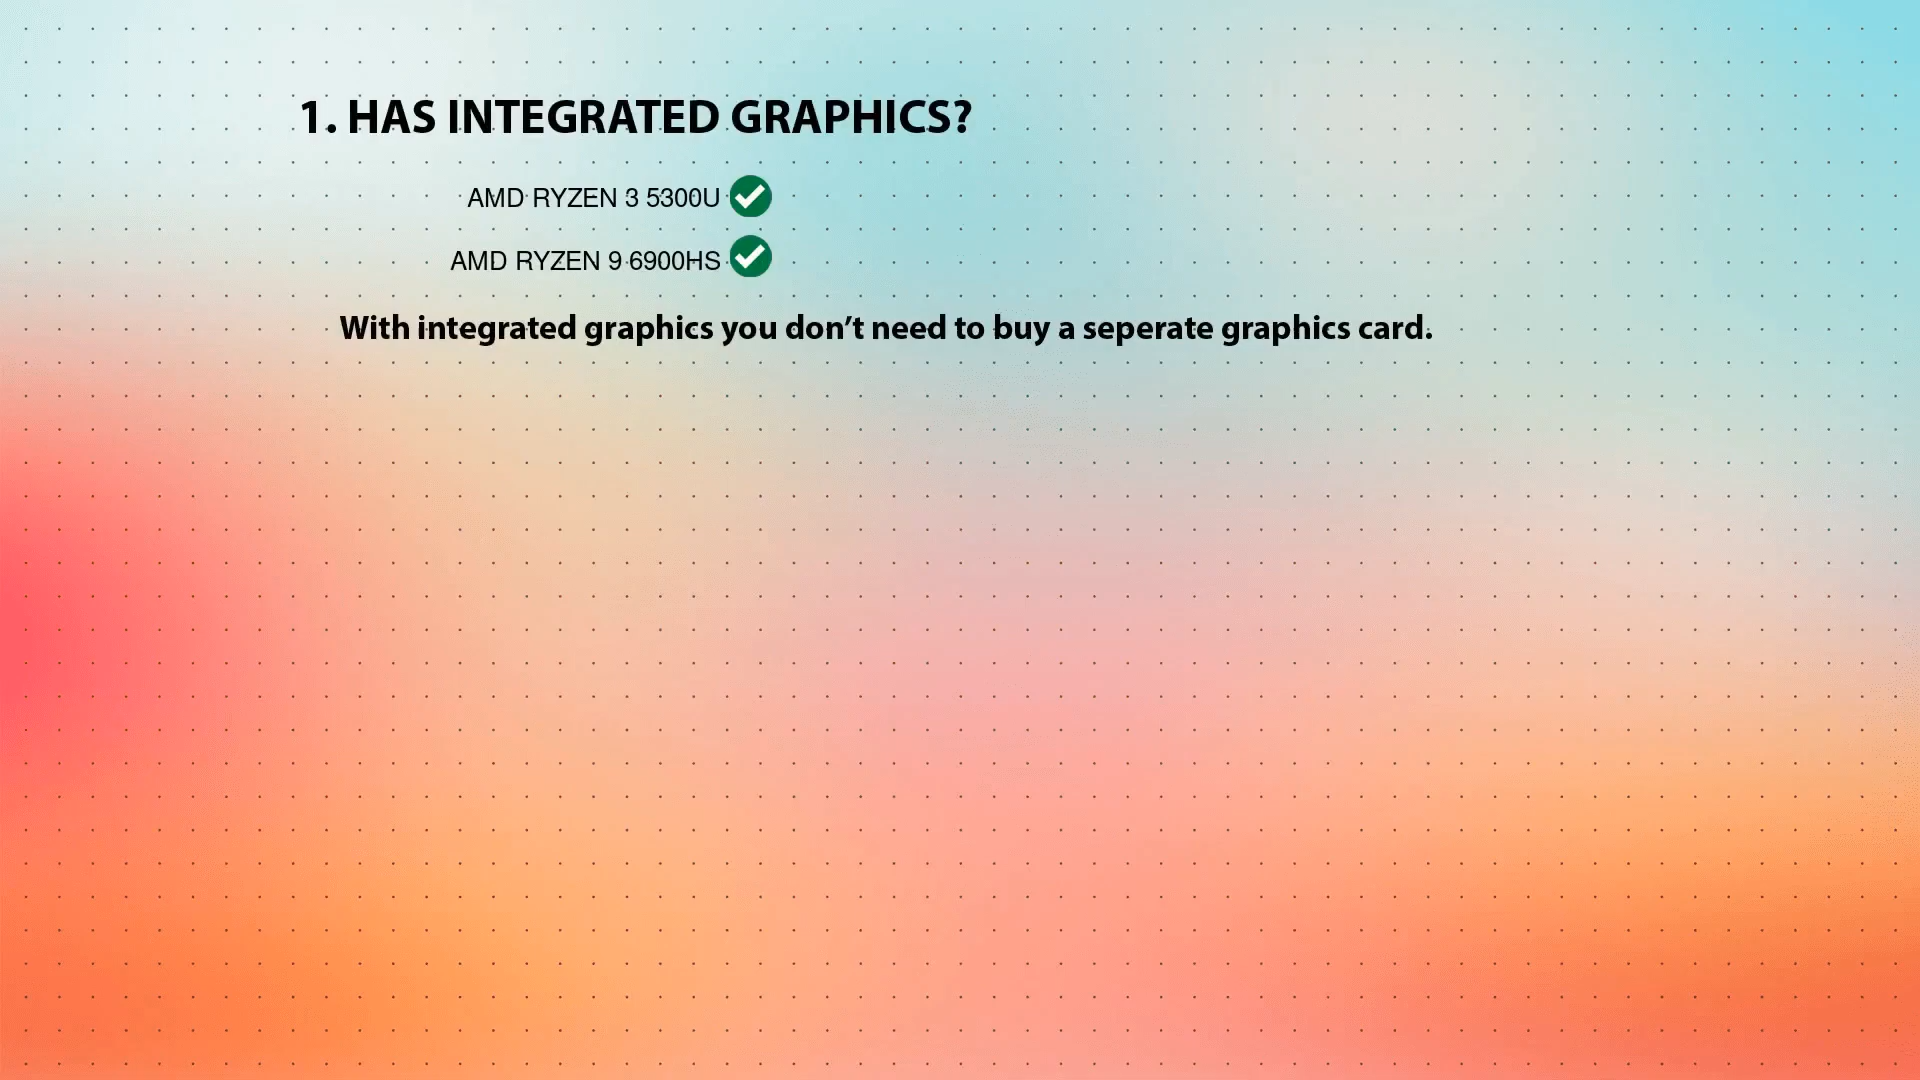 1. HAS INTEGRATED GRAPHICS?
AMD RYZEN 3 5300U
AMD RYZEN 9 6900HS
With integrated graphics you don’t need to buy a seperate graphics card.